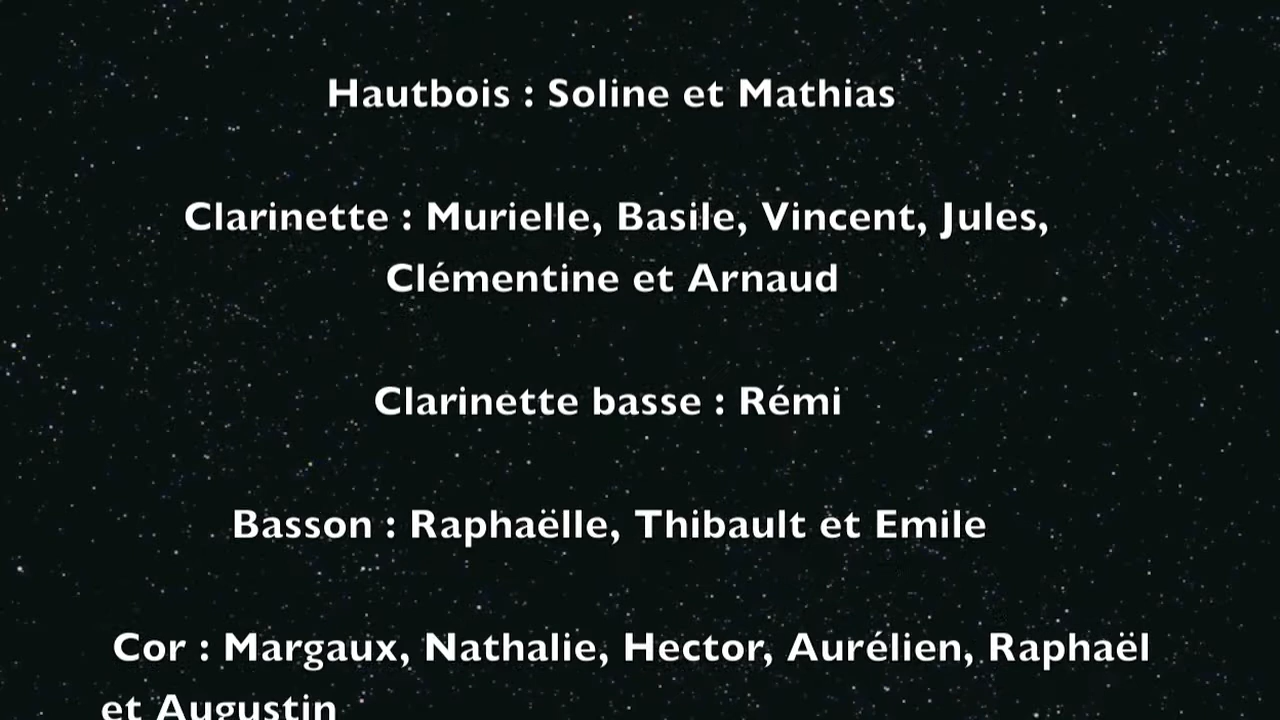 Hautbois : Soline et Mathias
Clarinette : Murielle, Basile, Vincent, Jules,
Clémentine et Arnaud
Clarinette basse : Rémi
Basson : Raphaëlle, Thibault et Emile
Cor : Margaux, Nathalie, Hector, Aurélien, Raphaël
et Augustin